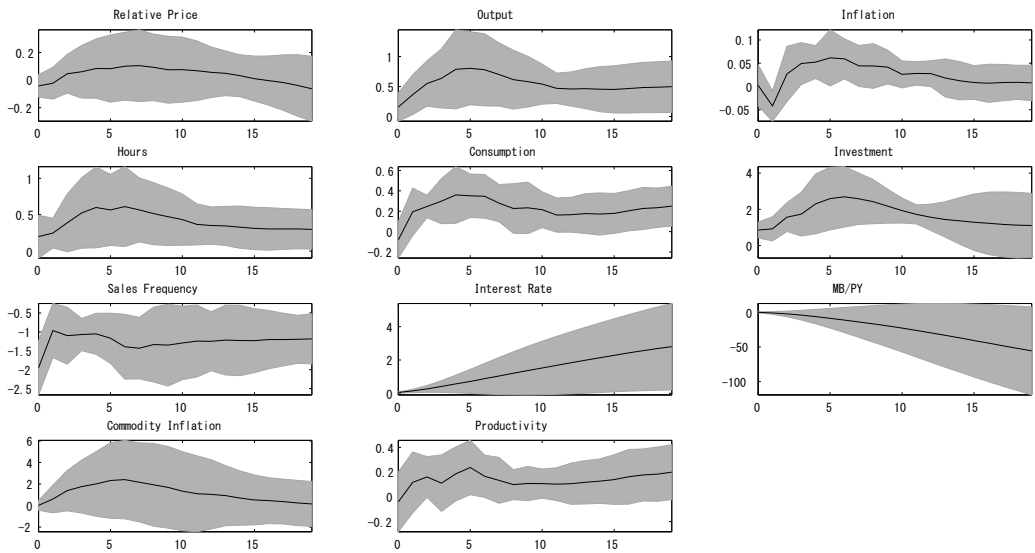 Relative Price
0.2
0
-0.2
0 5 10 15
Output
1
0.5
0
0 5 10 15
Inflation
0.1
0.05
0
-0.05
0 5 10 15
Hours
1
0.5
0
0 5 10 15
Consumption
0.6
0.4
0.2
0
-0.2
0 5 10 15
Investment
4
2
0
0 5 10 15
Sales Frequency
-0.5
-1
-1.5
-2
-2.5
0 5 10 15
Interest Rate
4
2
0
0 5 10 15
MB/PY
0
-50
-100
0 5 10 15
Commodity Inflation
6
4
2
0
-2
0 5 10 15
Productivity
0.4
0.2
0
-0.2
0 5 10 15